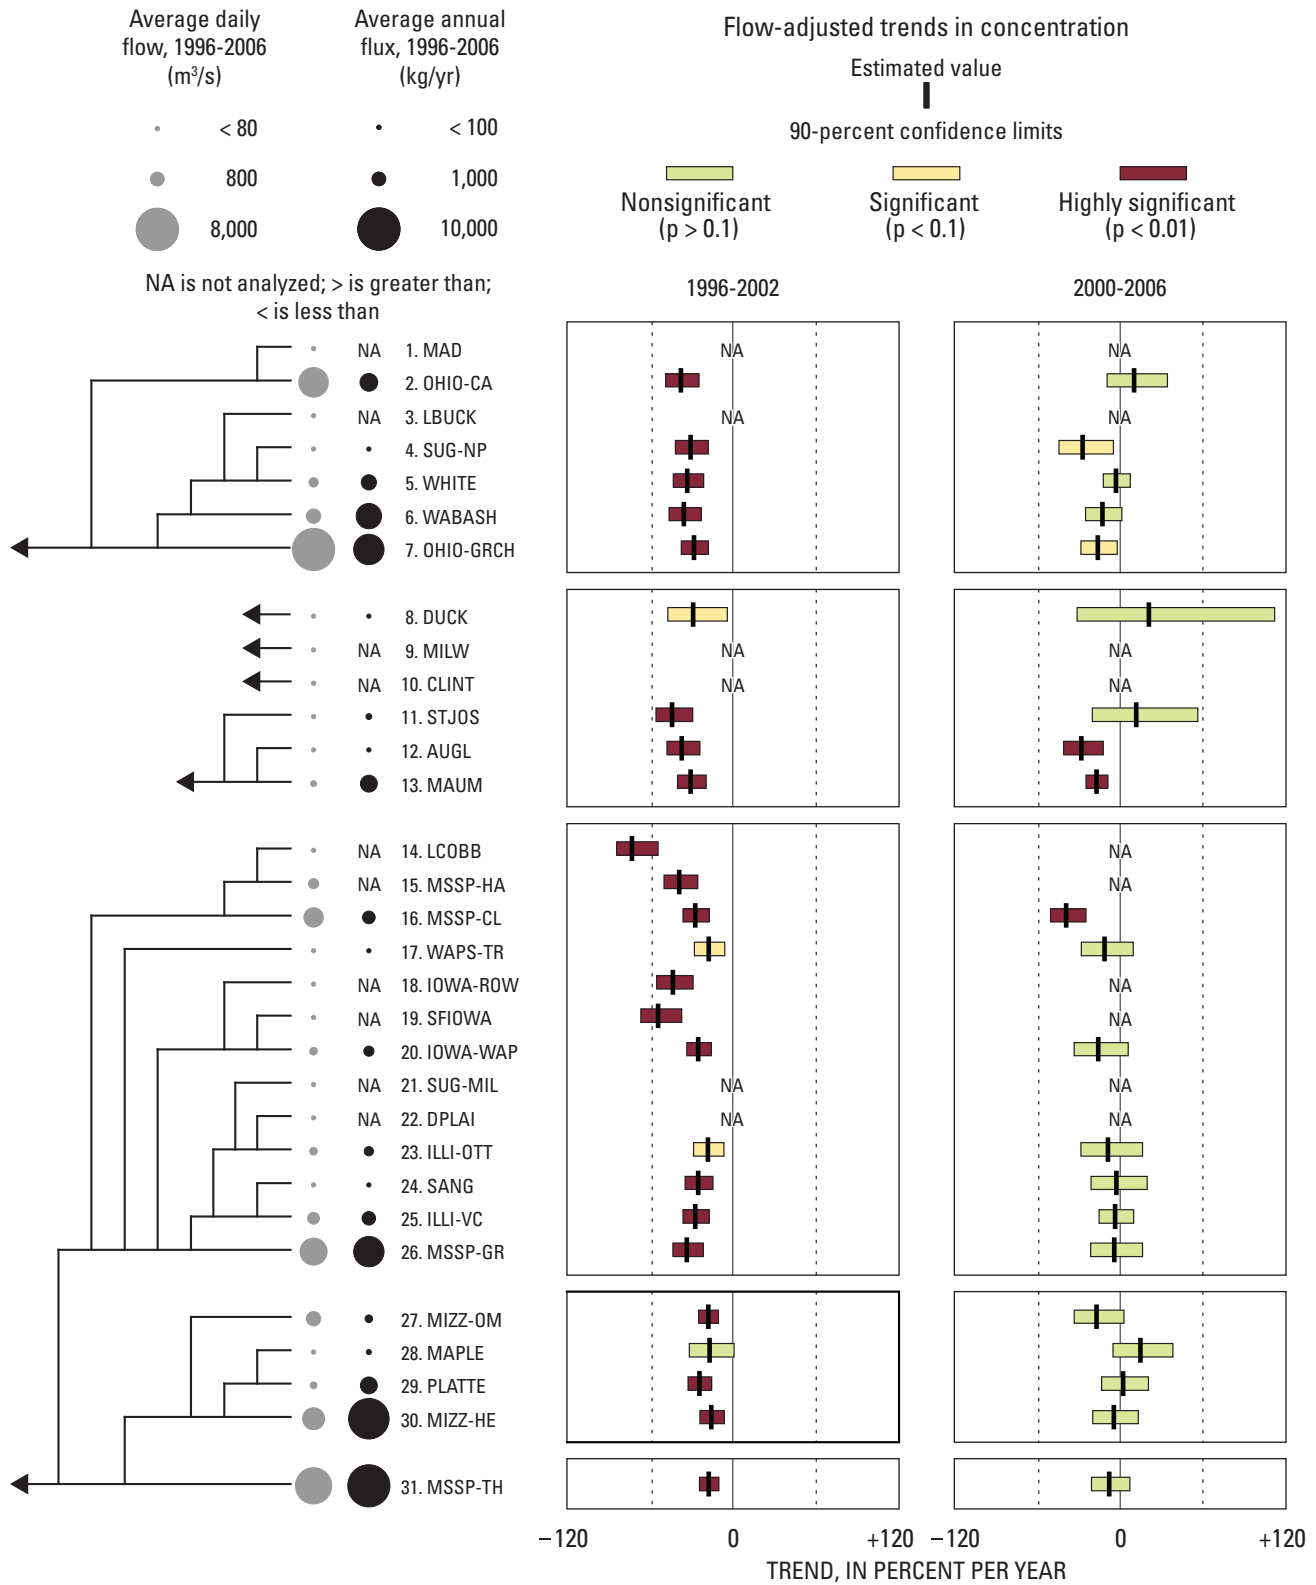 Average daily
flow, 1996-2006
(m³/s)
Average annual
flux, 1996-2006
(kg/yr)
< 80
< 100
800
1,000
8,000
10,000
NA is not analyzed; > is greater than;
< is less than
Flow-adjusted trends in concentration
Estimated value
90-percent confidence limits
Nonsignificant
(p > 0.1)
Significant
(p < 0.1)
Highly significant
(p < 0.01)
1996-2002
2000-2006
NA 1. MAD NA NA
2. OHIO-CA
NA 3. LBUCK NA NA
4. SUG-NP
5. WHITE
6. WABASH
7. OHIO-GRCH
8. DUCK
NA 9. MILW NA NA
NA 10. CLINT NA NA
11. STJOS
12. AUGL
13. MAUM
NA 14. LCOBB NA
NA 15. MSSP-HA NA
16. MSSP-CL
17. WAPS-TR
NA 18. IOWA-ROW NA
NA 19. SFIOWA NA
20. IOWA-WAP
NA 21. SUG-MIL NA NA
NA 22. DPLAI NA NA
23. ILLI-OTT
24. SANG
25. ILLI-VC
26. MSSP-GR
27. MIZZ-OM
28. MAPLE
29. PLATTE
30. MIZZ-HE
31. MSSP-TH
−120 0 +120 −120 0 +120
TREND, IN PERCENT PER YEAR